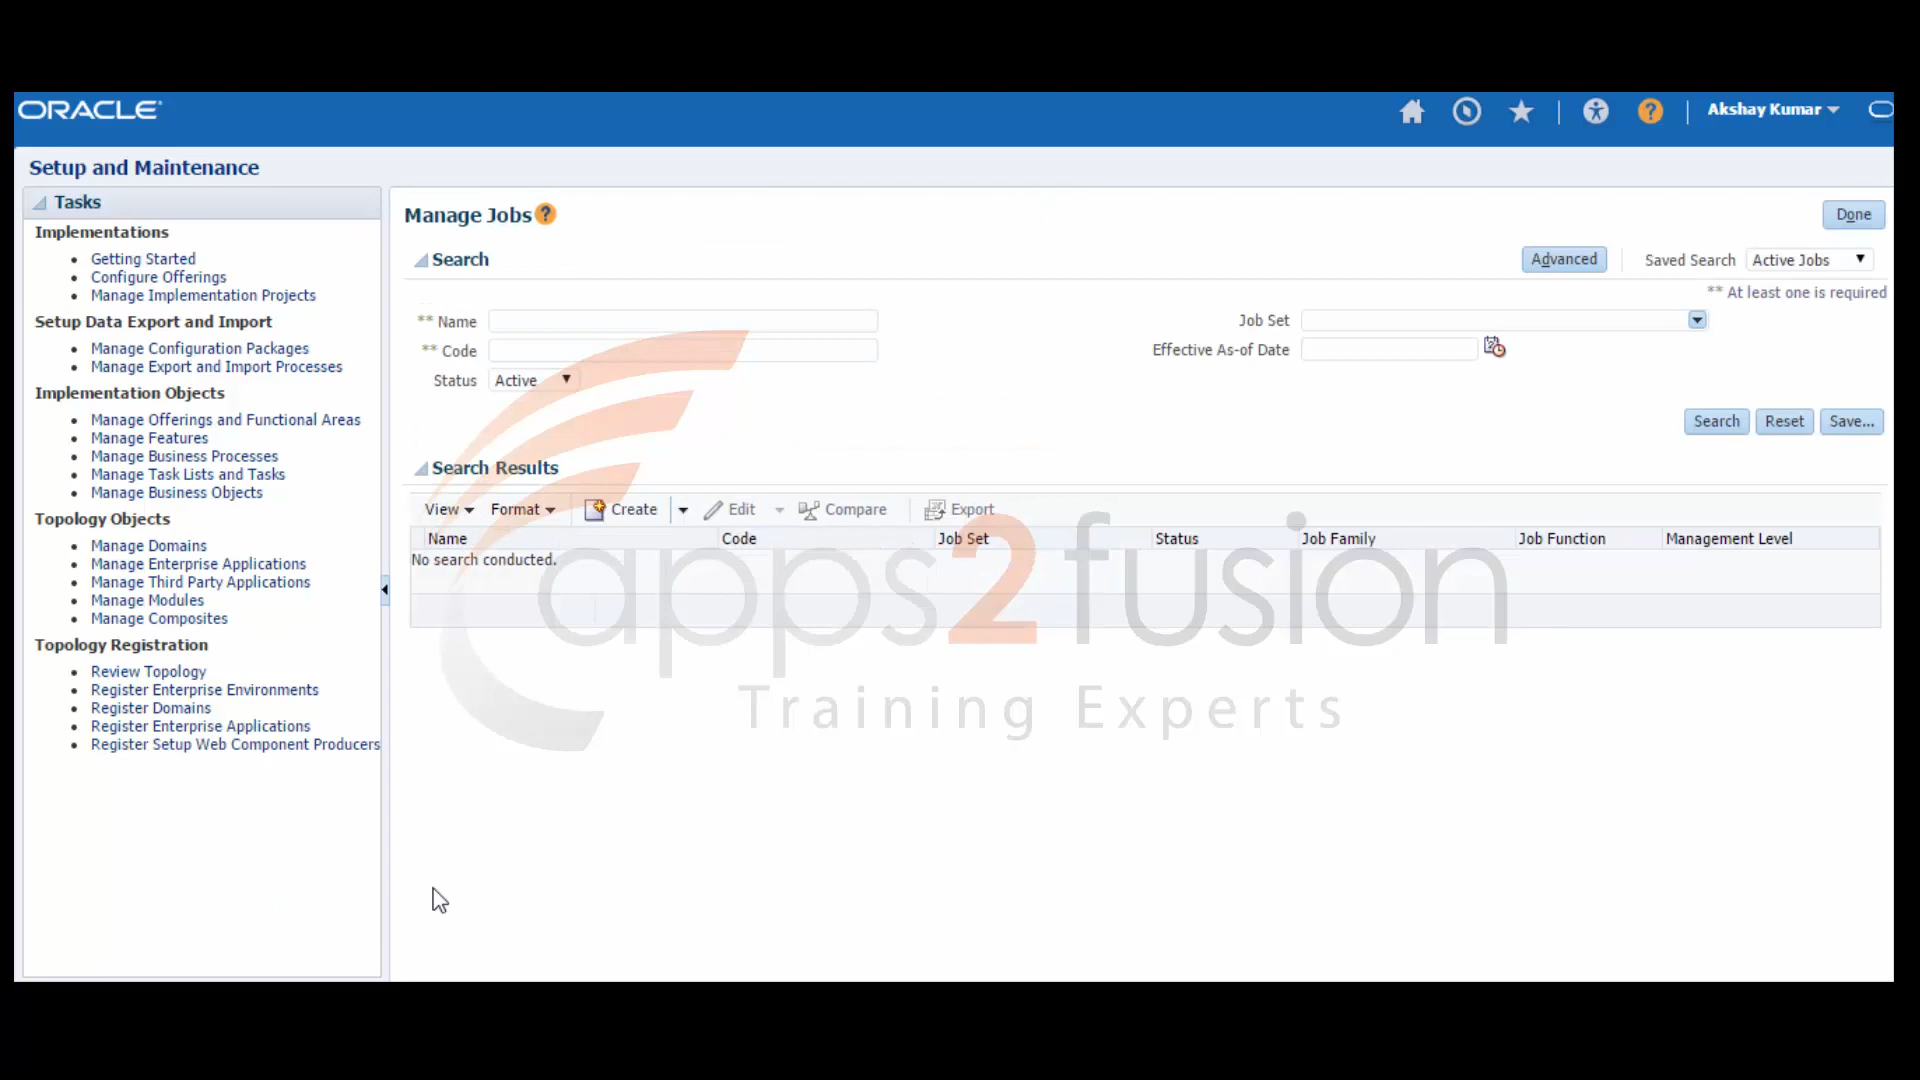 ORACLE
Akshay Kumar
Setup and Maintenance
Tasks
Implementations
Getting Started
Configure Offerings
Manage Implementation Projects
Setup Data Export and Import
Manage Configuration Packages
Manage Export and Import Processes
Implementation Objects
Manage Offerings and Functional Areas
Manage Features
Manage Business Processes
Manage Task Lists and Tasks
Manage Business Objects
Topology Objects
Manage Domains
Manage Enterprise Applications
Manage Third Party Applications
Manage Modules
Manage Composites
Topology Registration
Review Topology
Register Enterprise Environments
Register Domains
Register Enterprise Applications
Register Setup Web Component Producers
Manage Jobs ?
Done
Search
Advanced
Saved Search Active Jobs
** At least one is required
** Name
** Code
Status Active
Job Set
Effective As-of Date
Search Reset Save...
Search Results
View Format Create Edit Compare Export
Name Code Job Set Status Job Family Job Function Management Level
No search conducted.
apps2fusion
Training Experts